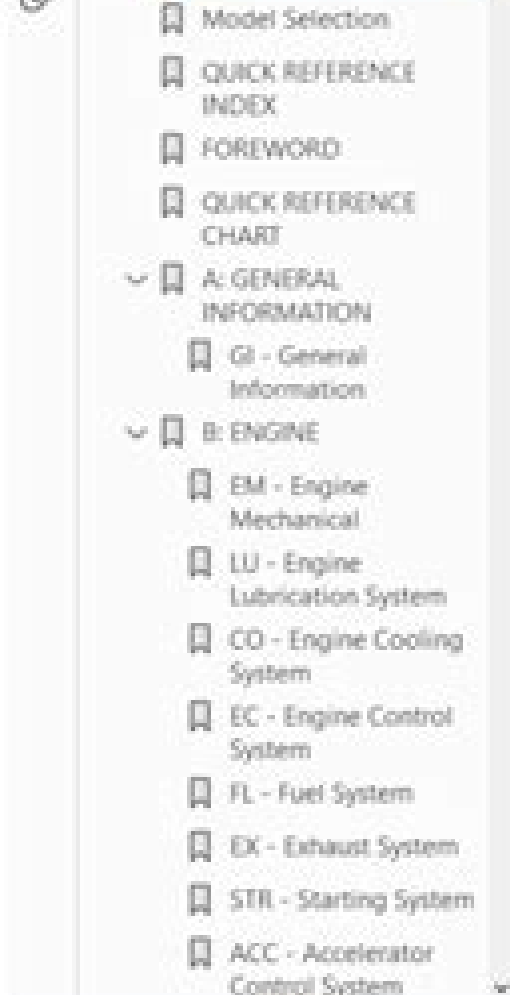 Model Selection
QUICK REFERENCE
INDEX
FOREWORD
QUICK REFERENCE
CHART
A: GENERAL
INFORMATION
GI - General
Information
B: ENGINE
EM - Engine
Mechanical
LU - Engine
Lubrication System
CO - Engine Cooling
System
EC - Engine Control
System
FL - Fuel System
EX - Exhaust System
STR - Starting System
ACC - Accelerator
Control System